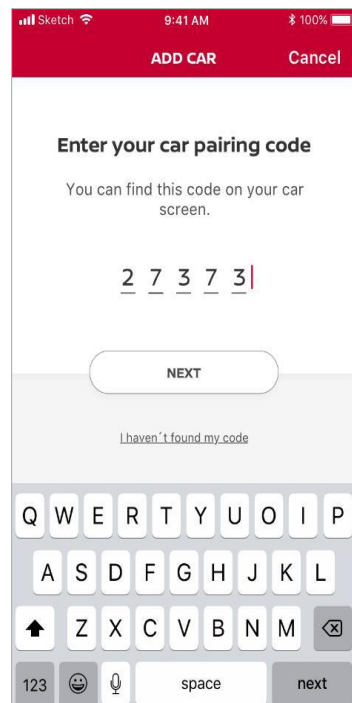 Sketch 9:41 AM 100%
ADD CAR Cancel
Enter your car pairing code
You can find this code on your car
screen.
2 7 3 7 3
NEXT
I haven´t found my code
Q W E R T Y U O I P
A S D F G H J K L
Z X C V B N M
123 space next